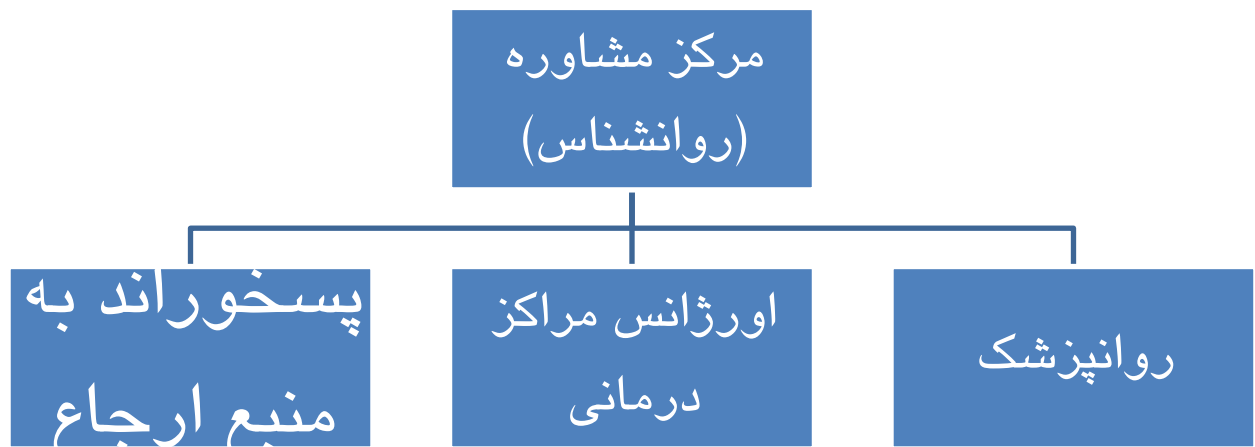 مرکز مشاوره
(روانشناس)
روانپزشک
اورژانس مراکز
درمانی
پسخوراند به
منبع ارجاع